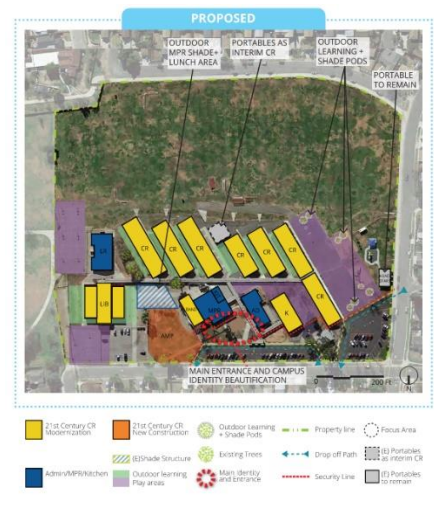 PROPOSED
OUTDOOR
MPR SHADE+
LUNCH AREA
PORTABLES AS
INTERIM CR
OUTDOOR
LEARNING +
SHADE PODS
PORTABLE
TO REMAIN
CR
CR
CR
CR
CR
CR
LIB
K
CR
AMP
MAIN ENTRANCE AND CAMPUS
IDENTITY BEAUTIFICATION
0
200 FT
N
21st Century CR
Modernization
21st Century CR
New Construction
Outdoor Learning
+ Shade Pods
Property line
Focus Area
(E)Shade Structure
Existing Trees
Drop off Path
(E) Portables
as interim CR
Admin/MPR/Kitchen
Outdoor learning
Play areas
Main Identity
and Entrance
Security Line
(E) Portables
to remain